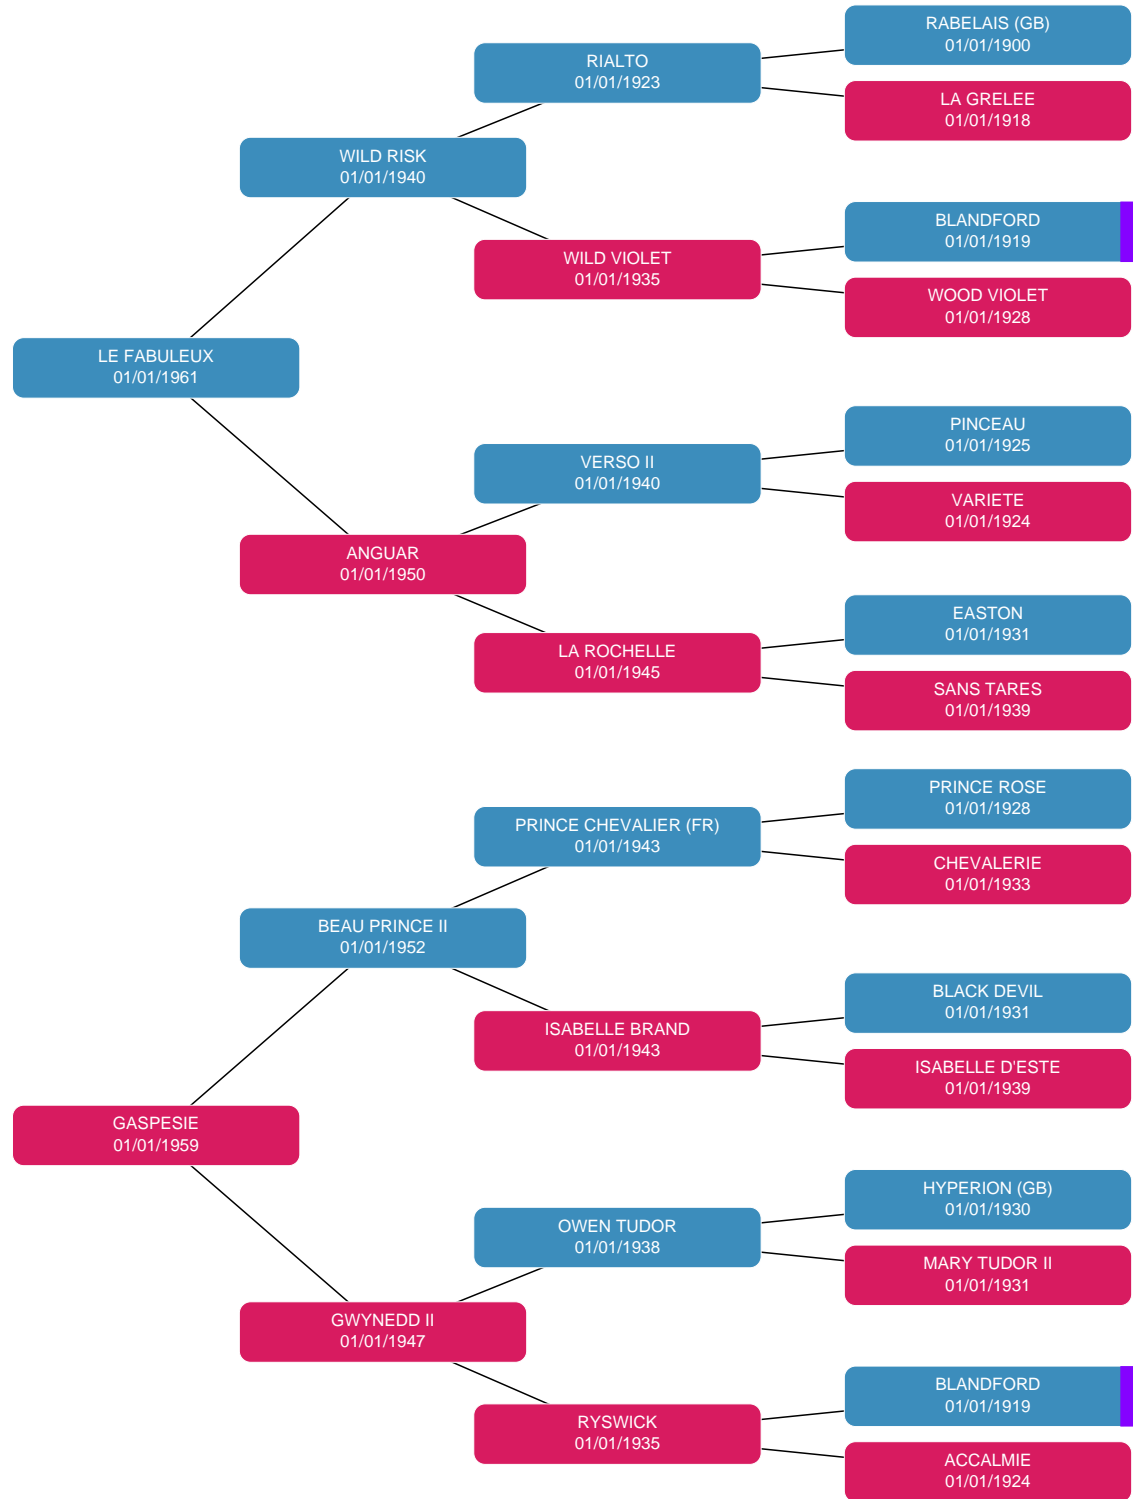 RABELAIS (GB)
01/01/1900
RIALTO
01/01/1923
LA GRELEE
01/01/1918
WILD RISK
01/01/1940
BLANDFORD
01/01/1919
WILD VIOLET
01/01/1935
WOOD VIOLET
01/01/1928
LE FABULEUX
01/01/1961
PINCEAU
01/01/1925
VERSO II
01/01/1940
VARIETE
01/01/1924
ANGUAR
01/01/1950
EASTON
01/01/1931
LA ROCHELLE
01/01/1945
SANS TARES
01/01/1939
PRINCE ROSE
01/01/1928
PRINCE CHEVALIER (FR)
01/01/1943
CHEVALERIE
01/01/1933
BEAU PRINCE II
01/01/1952
BLACK DEVIL
01/01/1931
ISABELLE BRAND
01/01/1943
ISABELLE D'ESTE
01/01/1939
GASPESIE
01/01/1959
HYPERION (GB)
01/01/1930
OWEN TUDOR
01/01/1938
MARY TUDOR II
01/01/1931
GWYNEDD II
01/01/1947
BLANDFORD
01/01/1919
RYSWICK
01/01/1935
ACCALMIE
01/01/1924